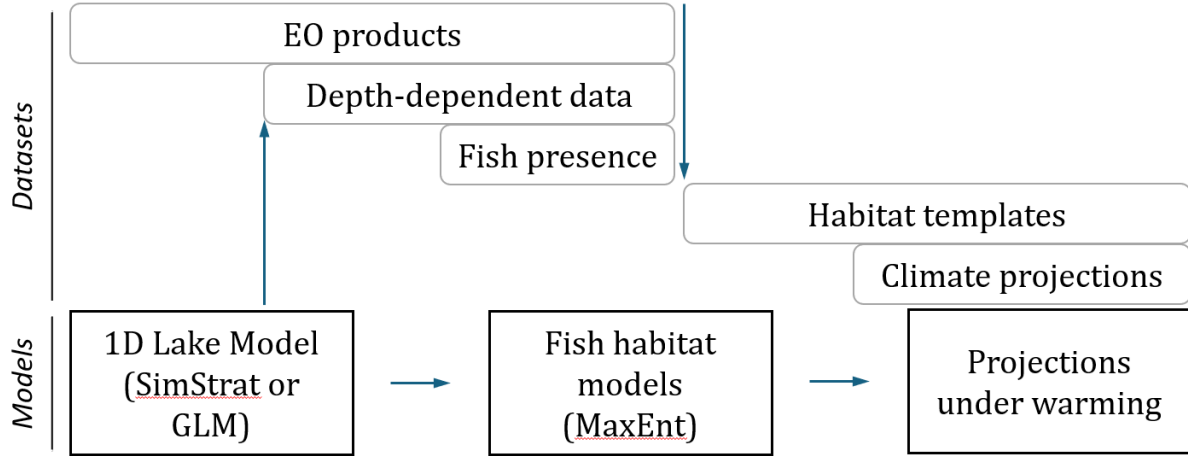 Datasets
EO products
Depth-dependent data
Fish presence
Habitat templates
Climate projections
Models
1D Lake Model
(SimStrat or
GLM)
Fish habitat
models
(MaxEnt)
Projections
under warming